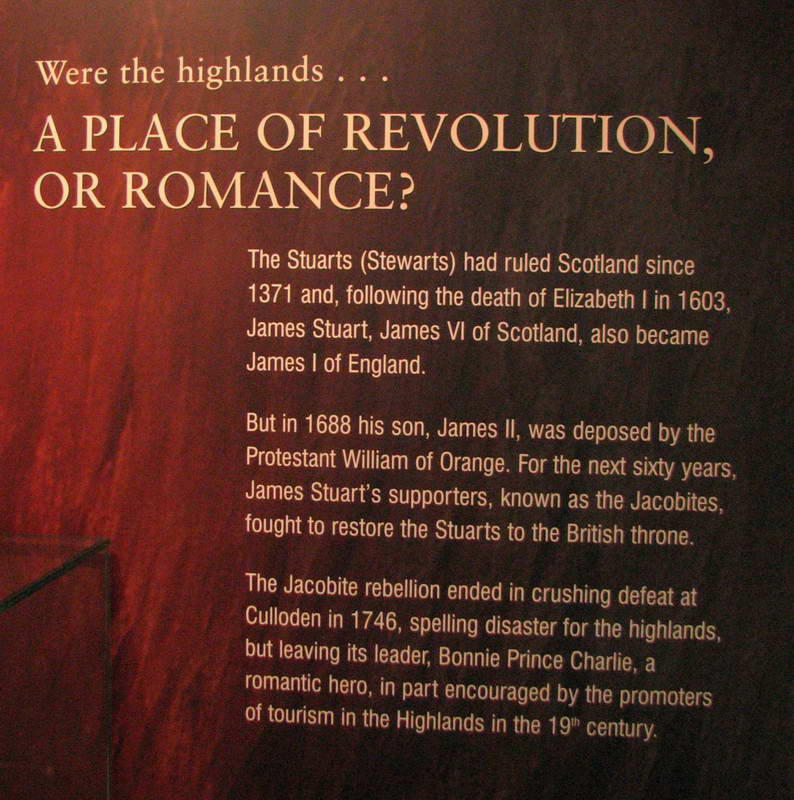 Were the highlands . . .
A PLACE OF REVOLUTION,
OR ROMANCE?
The Stuarts (Stewarts) had ruled Scotland since
1371 and, following the death of Elizabeth I in 1603,
James Stuart, James VI of Scotland, also became
James I of England.
But in 1688 his son, James II, was deposed by the
Protestant William of Orange. For the next sixty years,
James Stuart's supporters, known as the Jacobites,
fought to restore the Stuarts to the British throne.
The Jacobite rebellion ended in crushing defeat at
Culloden in 1746, spelling disaster for the highlands,
but leaving its leader, Bonnie Prince Charlie, a
romantic hero, in part encouraged by the promoters
of tourism in the Highlands in the 19th century.